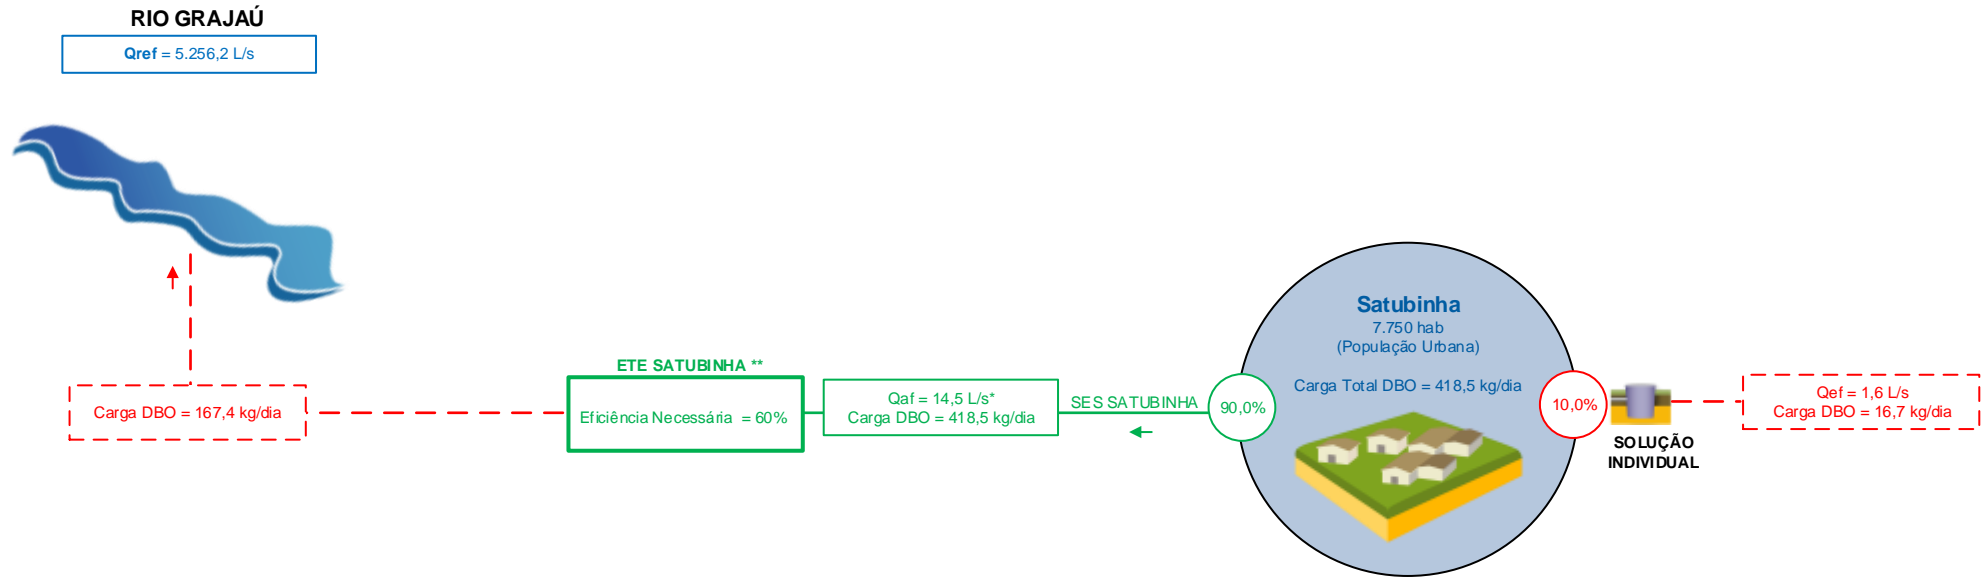 RIO GRAJAÚ
Qref = 5.256,2 L/s
Carga DBO = 167,4 kg/dia
ETE SATUBINHA **
Eficiência Necessária = 60%
Qaf = 14,5 L/s*
Carga DBO = 418,5 kg/dia
SES SATUBINHA
90,0%
Satubinha
7.750 hab
(População Urbana)
Carga Total DBO = 418,5 kg/dia
10,0%
SOLUÇÃO
INDIVIDUAL
Qef = 1,6 L/s
Carga DBO = 16,7 kg/dia